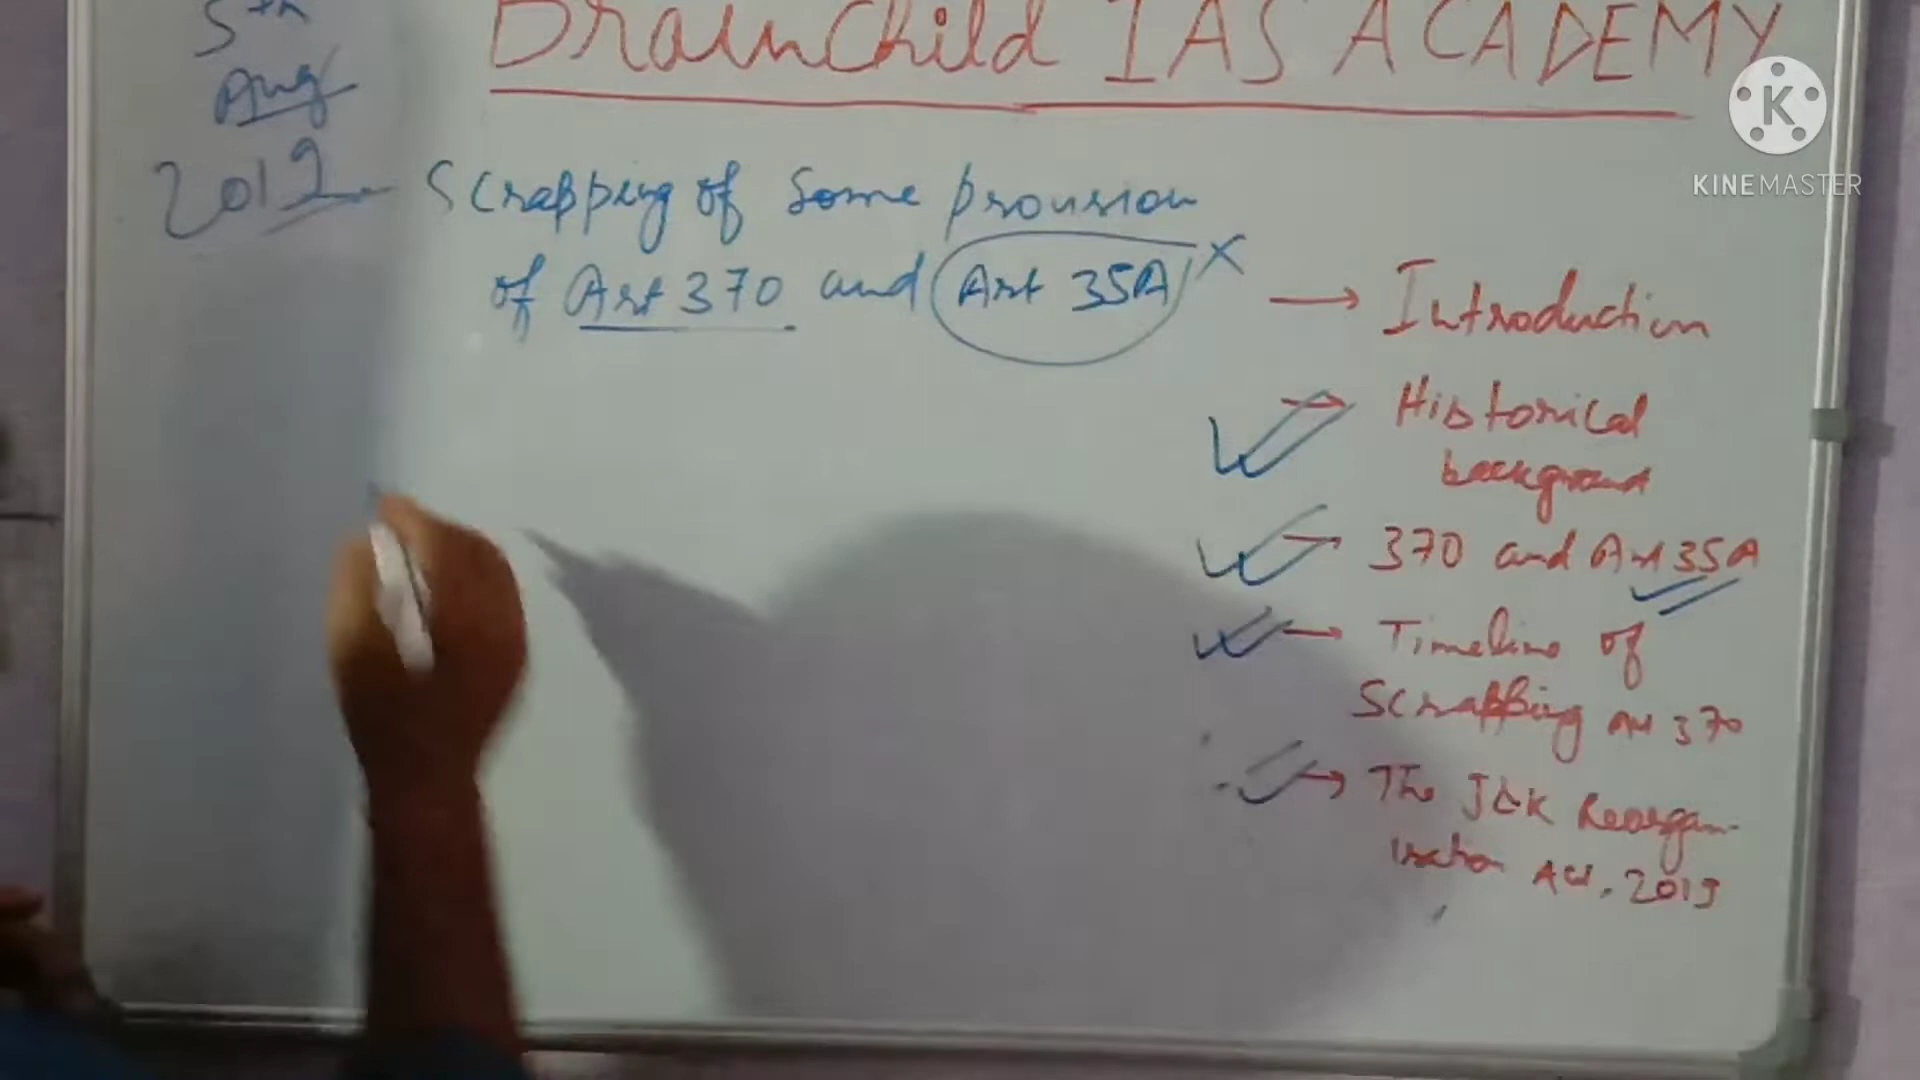 BrainChild IAS ACADEMY
5th
Aug
2019
Scrapping of Some provision
of Art 370 and Art 35A X
→ Introduction
→ Historical
background
→ 370 and Art 35A
→ Timeline of
Scrapping Art 370
→ The J&K Reorgan-
isation Act, 2019
K
KINEMASTER